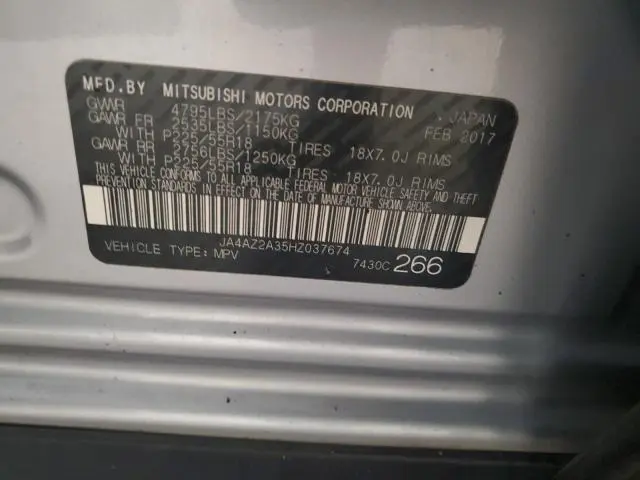 MFD.BY MITSUBISHI MOTORS CORPORATION JAPAN
GVWR 4795LBS/2175KG FEB 2017
GAWR FR 2535LBS/1150KG
WITH P225/55R18 TIRES 18X7.0J RIMS
GAWR RR 2756LBS/1250KG
WITH P225/55R18 TIRES 18X7.0J RIMS
THIS VEHICLE CONFORMS TO ALL APPLICABLE FEDERAL MOTOR VEHICLE SAFETY AND THEFT
PREVENTION STANDARDS IN EFFECT ON THE DATE OF MANUFACTURE SHOWN ABOVE.
JA4AZ2A35HZ037674
VEHICLE TYPE: MPV 7430C 266